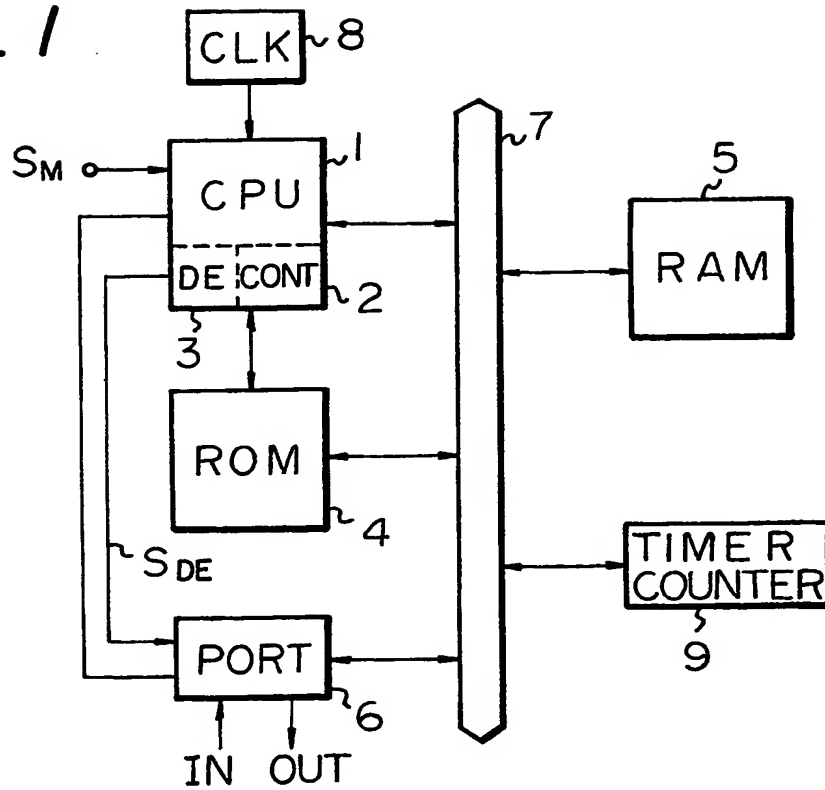 . 1
CLK 8
SM
1
CPU
7
5
RAM
DE CONT
2
3
ROM
4
SDE
TIMER
COUNTER
9
PORT
6
IN OUT